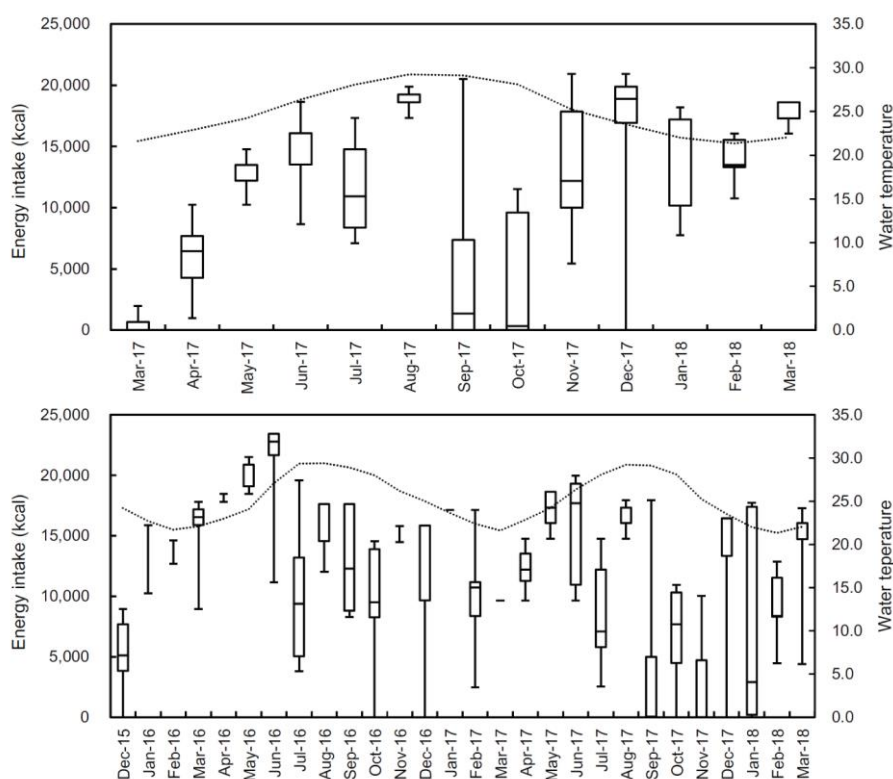 25,000
20,000
15,000
10,000
5,000
0
Energy intake (kcal)
35.0
30.0
25.0
20.0
15.0
10.0
5.0
0.0
Water temperature
Mar-17
Apr-17
May-17
Jun-17
Jul-17
Aug-17
Sep-17
Oct-17
Nov-17
Dec-17
Jan-18
Feb-18
Mar-18
25,000
20,000
15,000
10,000
5,000
0
Energy intake (kcal)
35.0
30.0
25.0
20.0
15.0
10.0
5.0
0.0
Water teperature
Dec-15
Jan-16
Feb-16
Mar-16
Apr-16
May-16
Jun-16
Jul-16
Aug-16
Sep-16
Oct-16
Nov-16
Dec-16
Jan-17
Feb-17
Mar-17
Apr-17
May-17
Jun-17
Jul-17
Aug-17
Sep-17
Oct-17
Nov-17
Dec-17
Jan-18
Feb-18
Mar-18